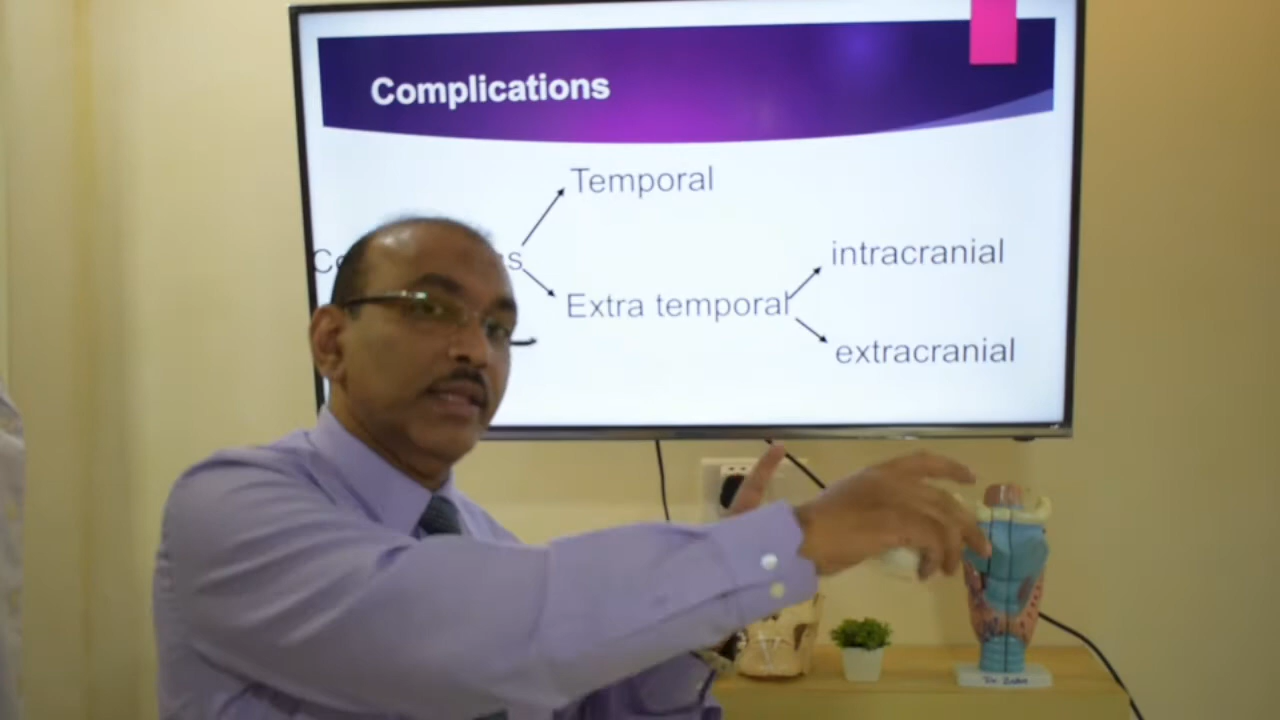 Complications
Temporal
intracranial
Extra temporal
extracranial